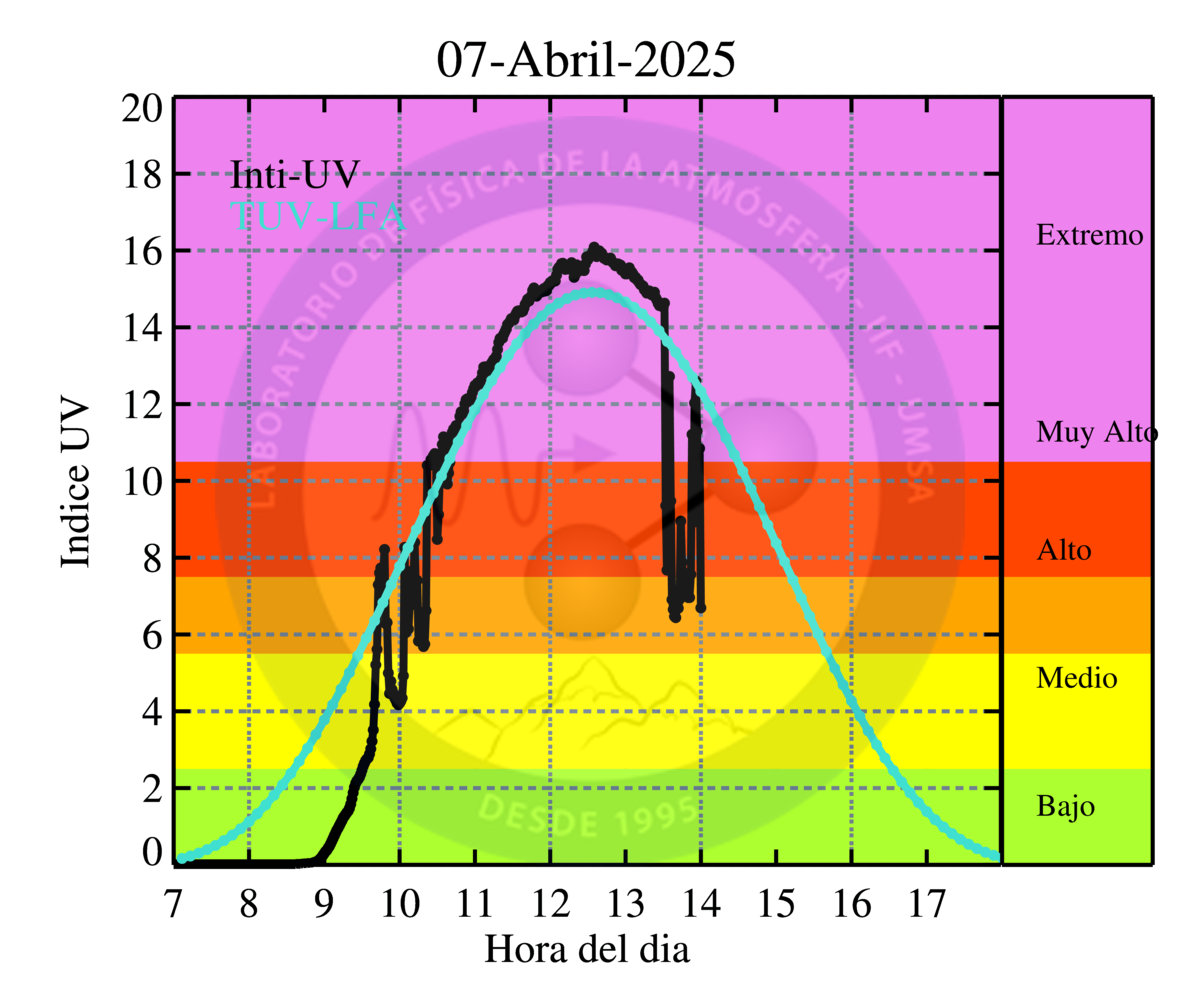 07-Abril-2025
20
18
16
14
12
10
8
6
4
2
0
Indice UV
Inti-UV
TUV-LFA
LABORATORIO DE FÍSICA DE LA ATMÓSFERA - IIF - UMSA
DESDE 1995
Extremo
Muy Alto
Alto
Medio
Bajo
7 8 9 10 11 12 13 14 15 16 17
Hora del dia